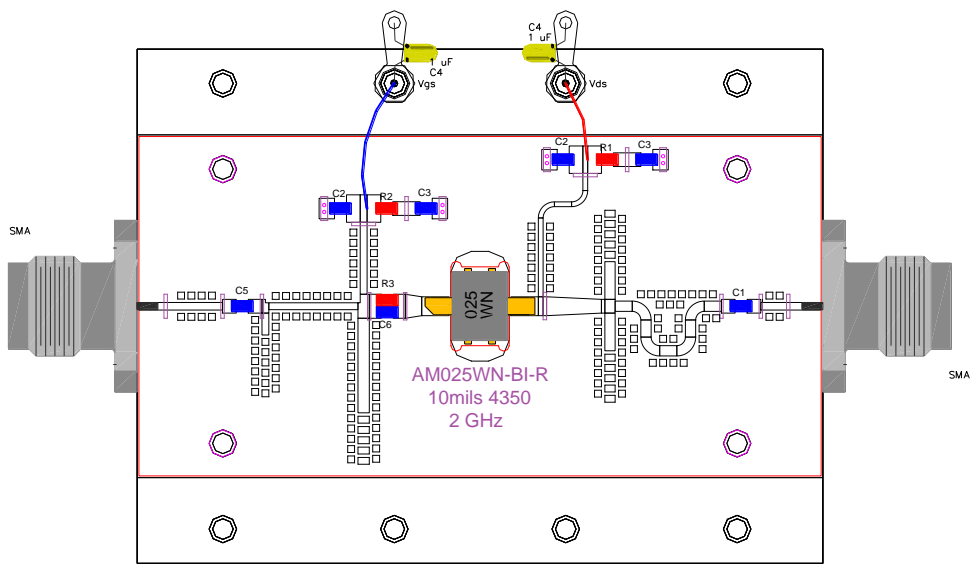 C4
1 uF
1 uF
C4
Vgs
Vds
C2
R1
C3
C2
R2
C3
SMA
C5
R3
C6
025
WN
C1
SMA
AM025WN-BI-R
10mils 4350
2 GHz